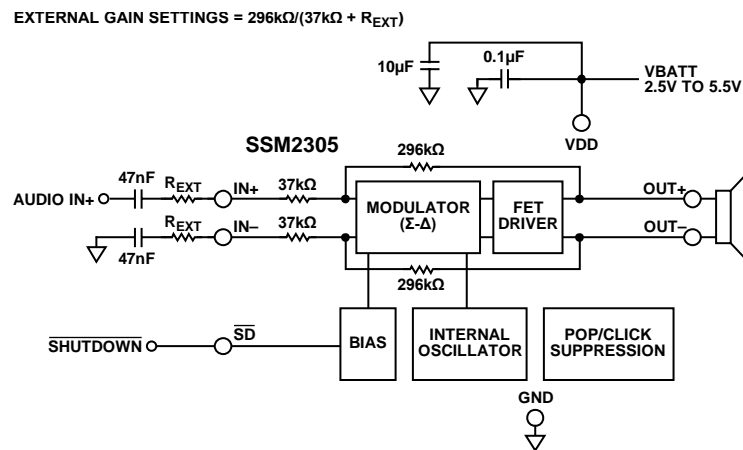 EXTERNAL GAIN SETTINGS = 296kΩ/(37kΩ + REXT)
10µF
0.1µF
VBATT
2.5V TO 5.5V
VDD
SSM2305
296kΩ
47nF
REXT
IN+
37kΩ
AUDIO IN+
MODULATOR
(Σ-Δ)
FET
DRIVER
OUT+
REXT
IN–
37kΩ
OUT–
47nF
296kΩ
SHUTDOWN
SD
BIAS
INTERNAL
OSCILLATOR
POP/CLICK
SUPPRESSION
GND